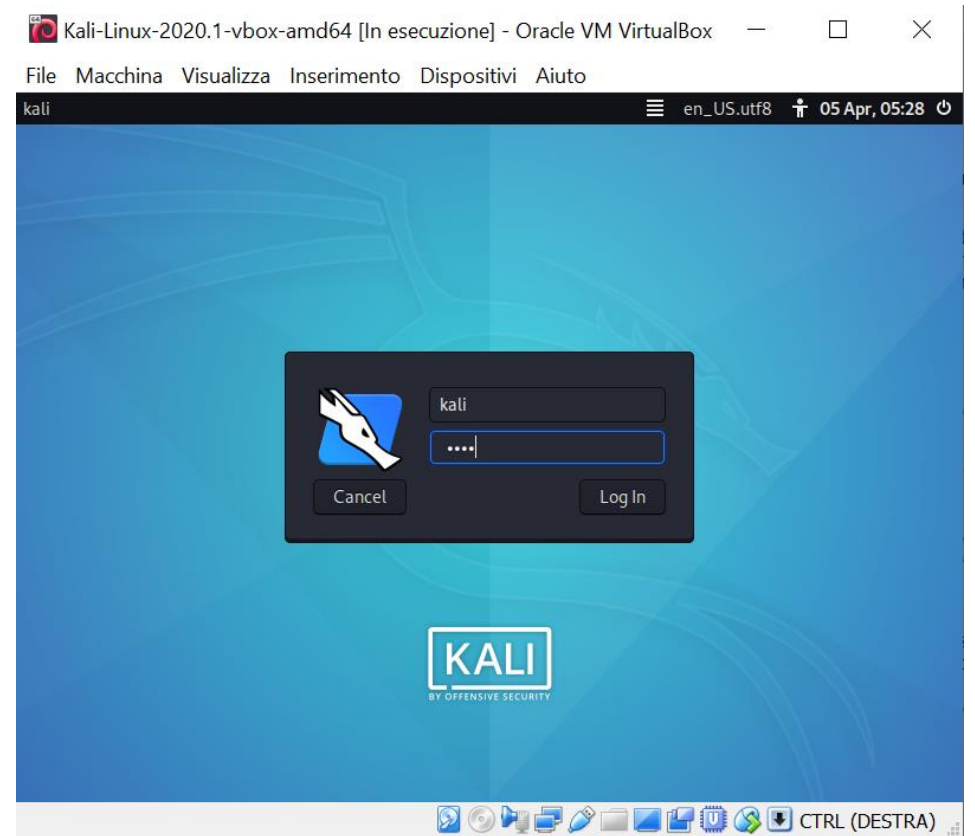 Kali-Linux-2020.1-vbox-amd64 [In esecuzione] - Oracle VM VirtualBox
File Macchina Visualizza Inserimento Dispositivi Aiuto
kali en_US.utf8 05 Apr, 05:28
kali
••••
Cancel Log In
KALI
BY OFFENSIVE SECURITY
CTRL (DESTRA)